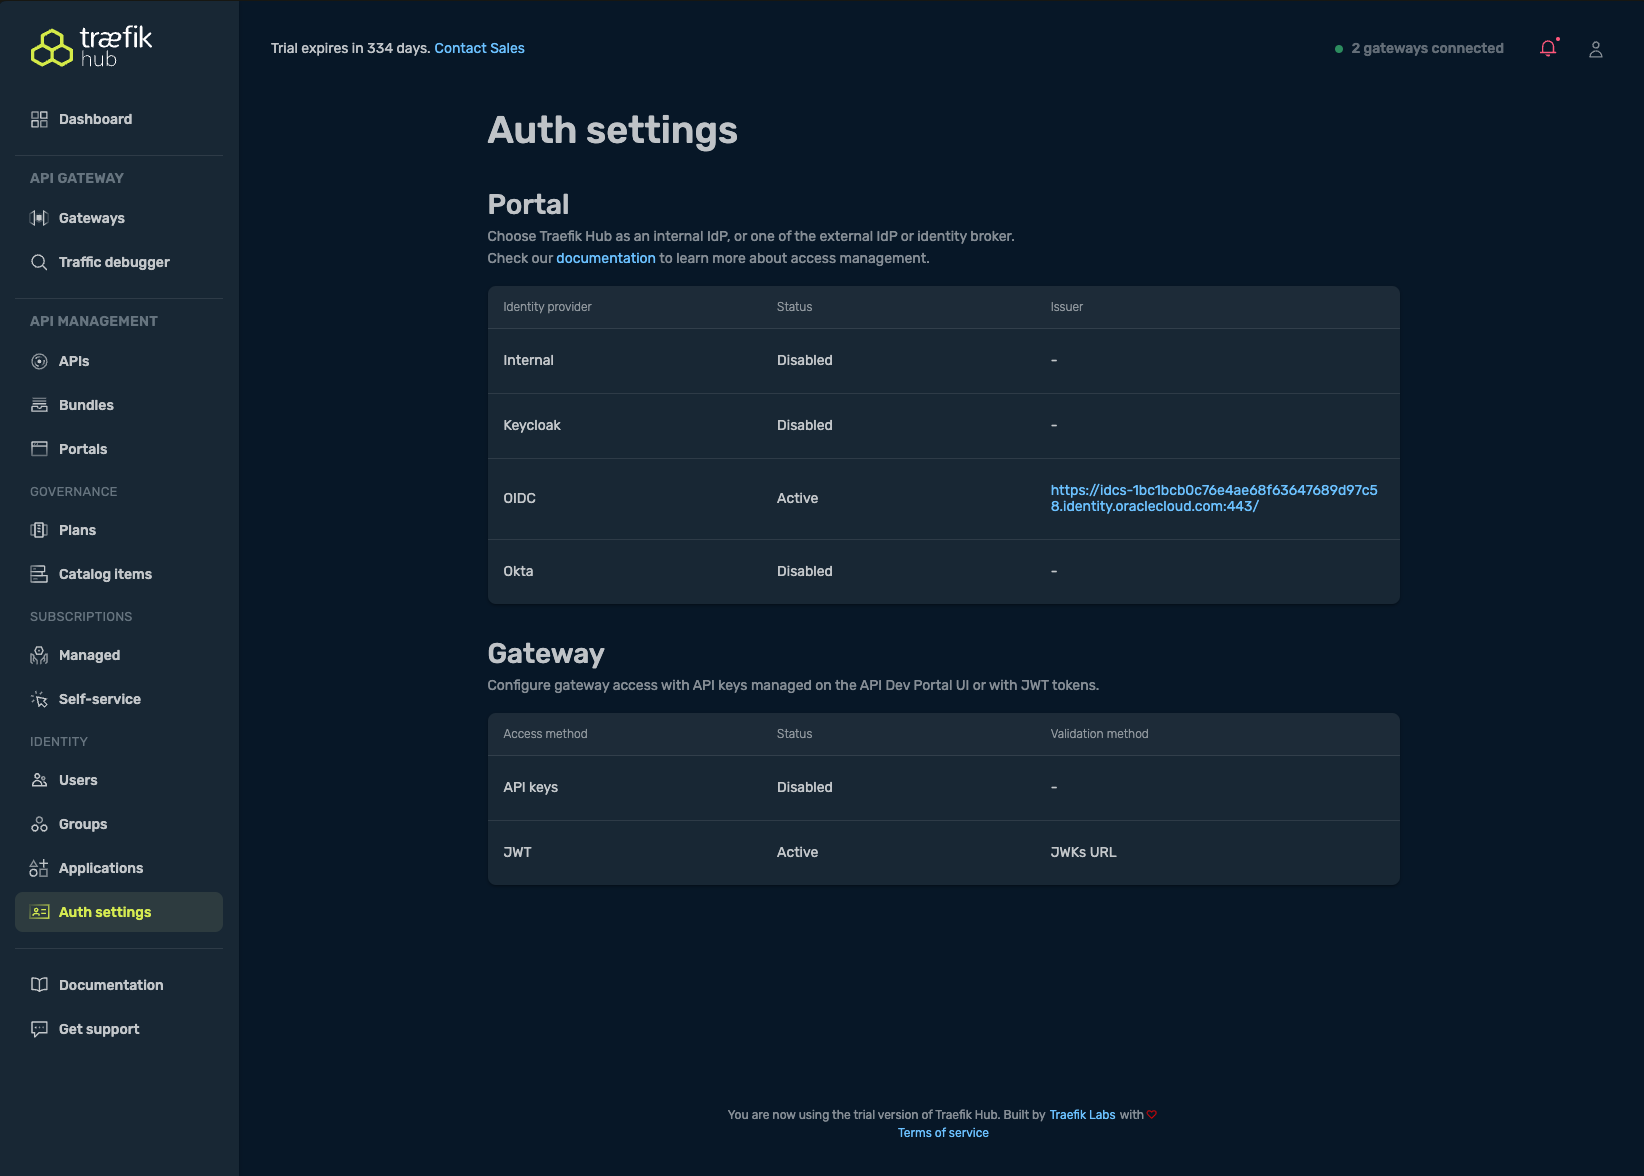 træfik
hub
Trial expires in 334 days. Contact Sales
2 gateways connected
Dashboard
API GATEWAY
Gateways
Traffic debugger
API MANAGEMENT
APIs
Bundles
Portals
GOVERNANCE
Plans
Catalog items
SUBSCRIPTIONS
Managed
Self-service
IDENTITY
Users
Groups
Applications
Auth settings
Documentation
Get support
Auth settings
Portal
Choose Traefik Hub as an internal IdP, or one of the external IdP or identity broker.
Check our documentation to learn more about access management.
Identity provider Status Issuer
Internal Disabled -
Keycloak Disabled -
OIDC Active https://idcs-1bc1bcb0c76e4ae68f63647689d97c5
8.identity.oraclecloud.com:443/
Okta Disabled -
Gateway
Configure gateway access with API keys managed on the API Dev Portal UI or with JWT tokens.
Access method Status Validation method
API keys Disabled -
JWT Active JWKs URL
You are now using the trial version of Traefik Hub. Built by Traefik Labs with
Terms of service